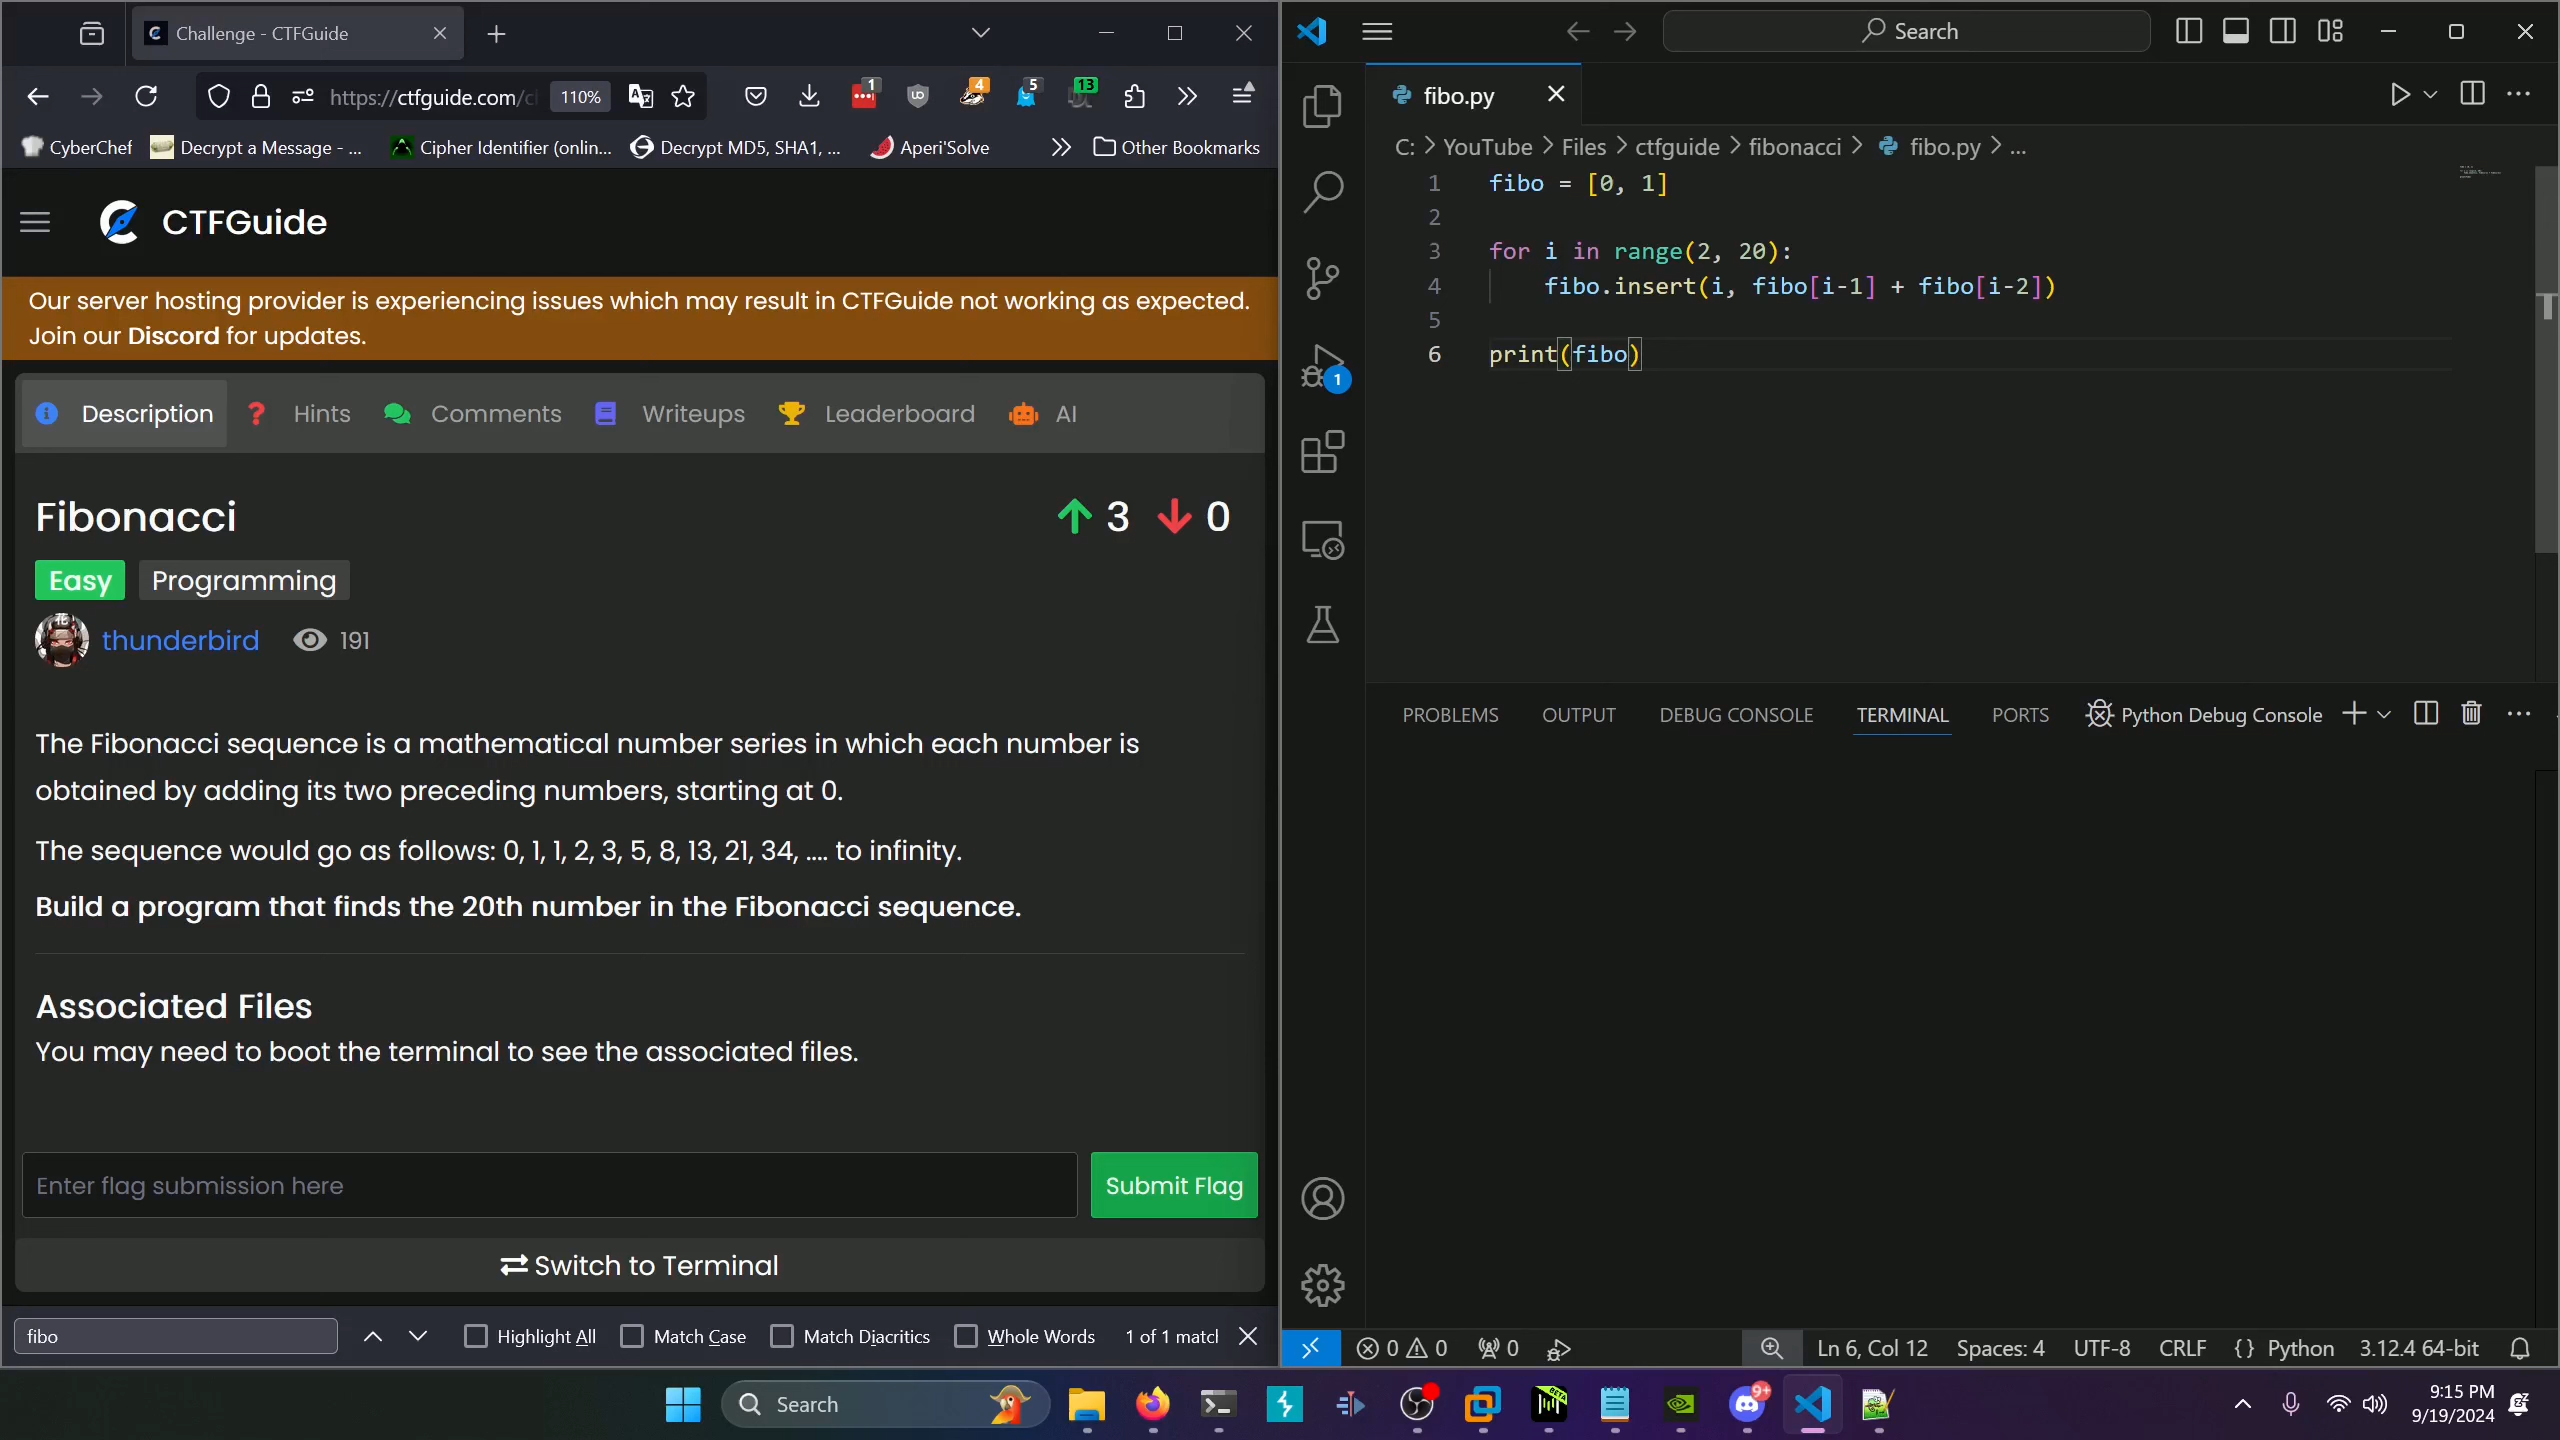 Challenge - CTFGuide
https://ctfguide.com/c
110%
1
4
5
13
CyberChef
Decrypt a Message - ...
Cipher Identifier (onlin...
Decrypt MD5, SHA1, ...
Aperi'Solve
Other Bookmarks
CTFGuide
Our server hosting provider is experiencing issues which may result in CTFGuide not working as expected.
Join our Discord for updates.
Description
Hints
Comments
Writeups
Leaderboard
AI
Fibonacci
3
0
Easy
Programming
thunderbird
191
The Fibonacci sequence is a mathematical number series in which each number is
obtained by adding its two preceding numbers, starting at 0.
The sequence would go as follows: 0, 1, 1, 2, 3, 5, 8, 13, 21, 34, .... to infinity.
Build a program that finds the 20th number in the Fibonacci sequence.
Associated Files
You may need to boot the terminal to see the associated files.
Enter flag submission here
Submit Flag
Switch to Terminal
fibo
Highlight All
Match Case
Match Diacritics
Whole Words
1 of 1 matcl
Search
fibo.py
C: > YouTube > Files > ctfguide > fibonacci > fibo.py > ...
1 fibo = [0, 1]
2
3 for i in range(2, 20):
4 fibo.insert(i, fibo[i-1] + fibo[i-2])
5
6 print(fibo)
1
PROBLEMS
OUTPUT
DEBUG CONSOLE
TERMINAL
PORTS
Python Debug Console
0
0
0
Ln 6, Col 12
Spaces: 4
UTF-8
CRLF
{ } Python
3.12.4 64-bit
Search
BETA
9+
9:15 PM
9/19/2024